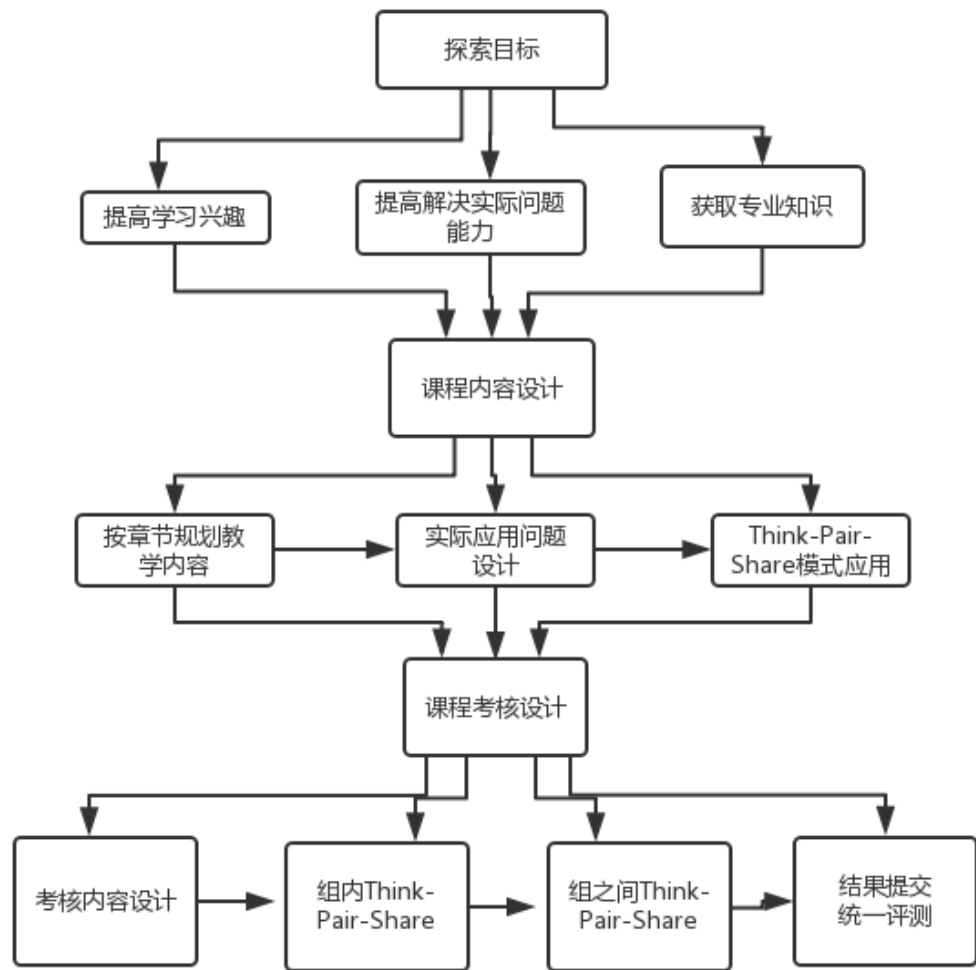 探索目标
提高学习兴趣
提高解决实际问题
能力
获取专业知识
课程内容设计
按章节规划教
学内容
实际应用问题
设计
Think-Pair-
Share模式应用
课程考核设计
考核内容设计
组内Think-
Pair-Share
组之间Think-
Pair-Share
结果提交
统一评测